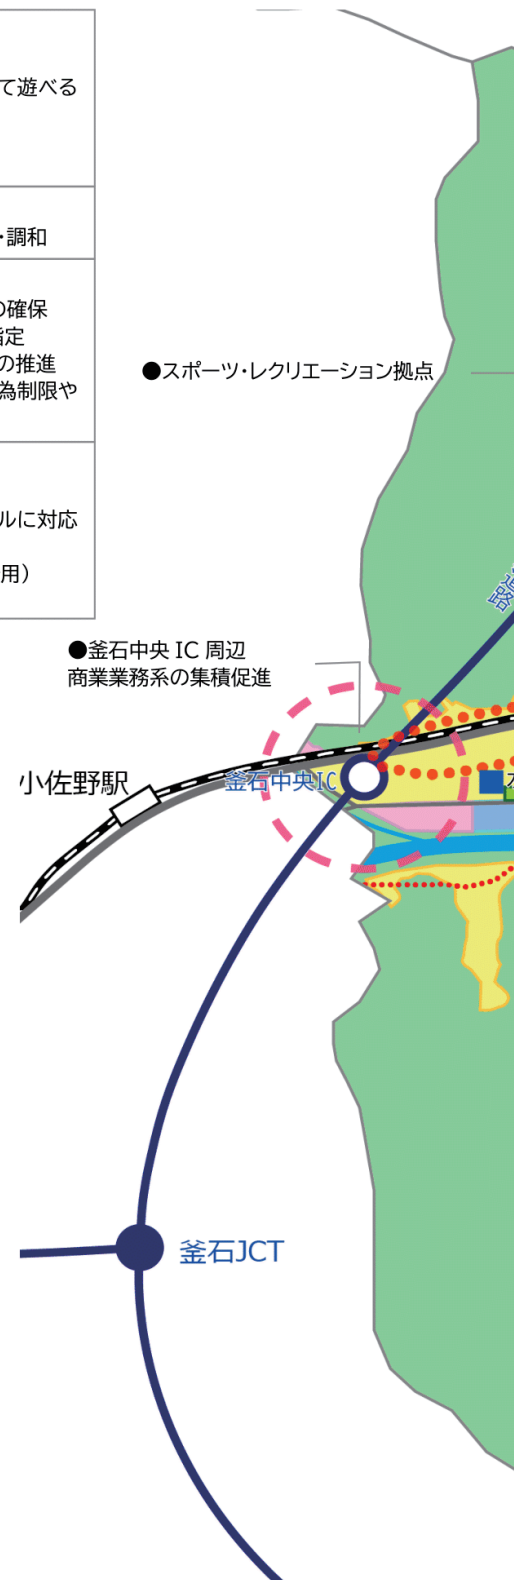 て遊べる
・調和
の確保
指定
の推進
為制限や
ルに対応
用）
●スポーツ・レクリエーション拠点
●釜石中央 IC 周辺
商業業務系の集積促進
小佐野駅
釜石中央IC
釜石JCT